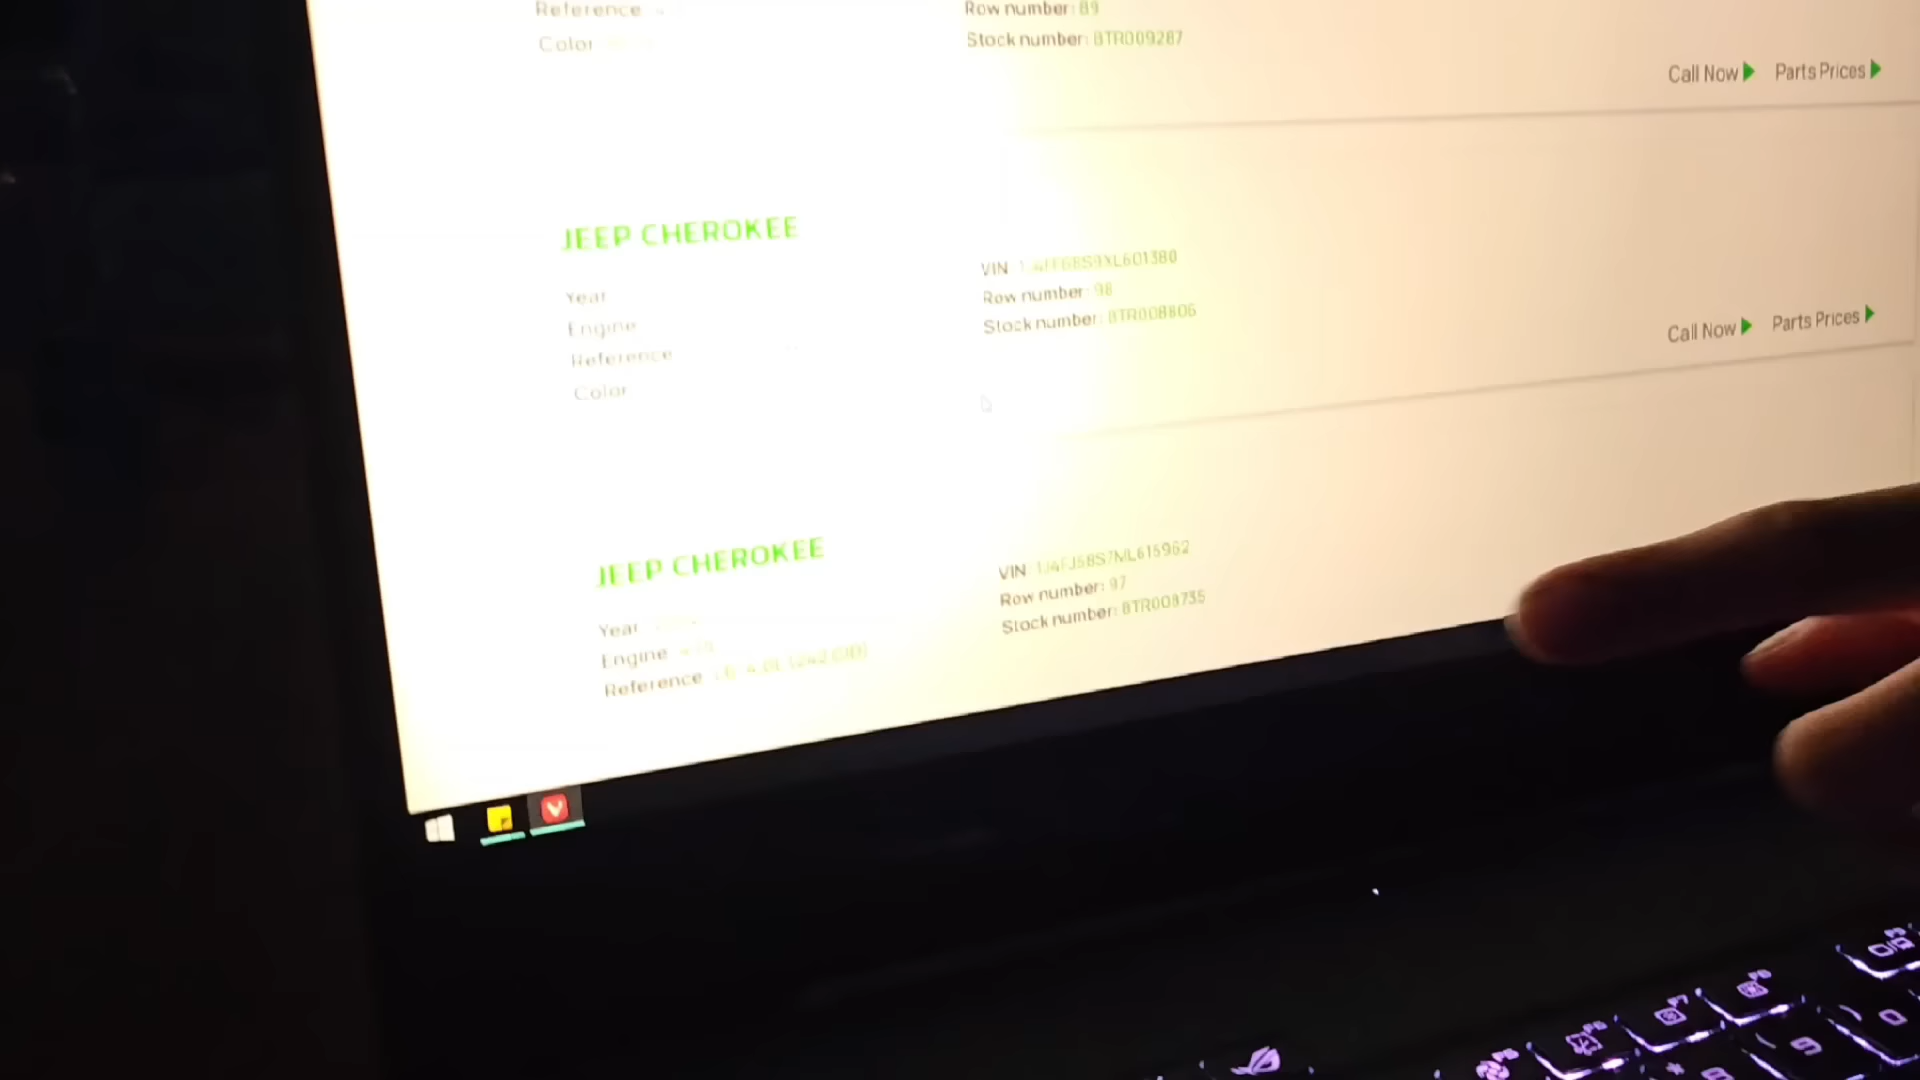 Reference
Color
Row number: 89
Stock number: BTR009287
Call Now Parts Prices
JEEP CHEROKEE
Year
Engine
Reference
Color
VIN
Row number: 98
Stock number: BTR008806
Call Now Parts Prices
JEEP CHEROKEE
Year
Engine
Reference
VIN: 1J4FJ58S7ML615962
Row number: 97
Stock number: BTR008735